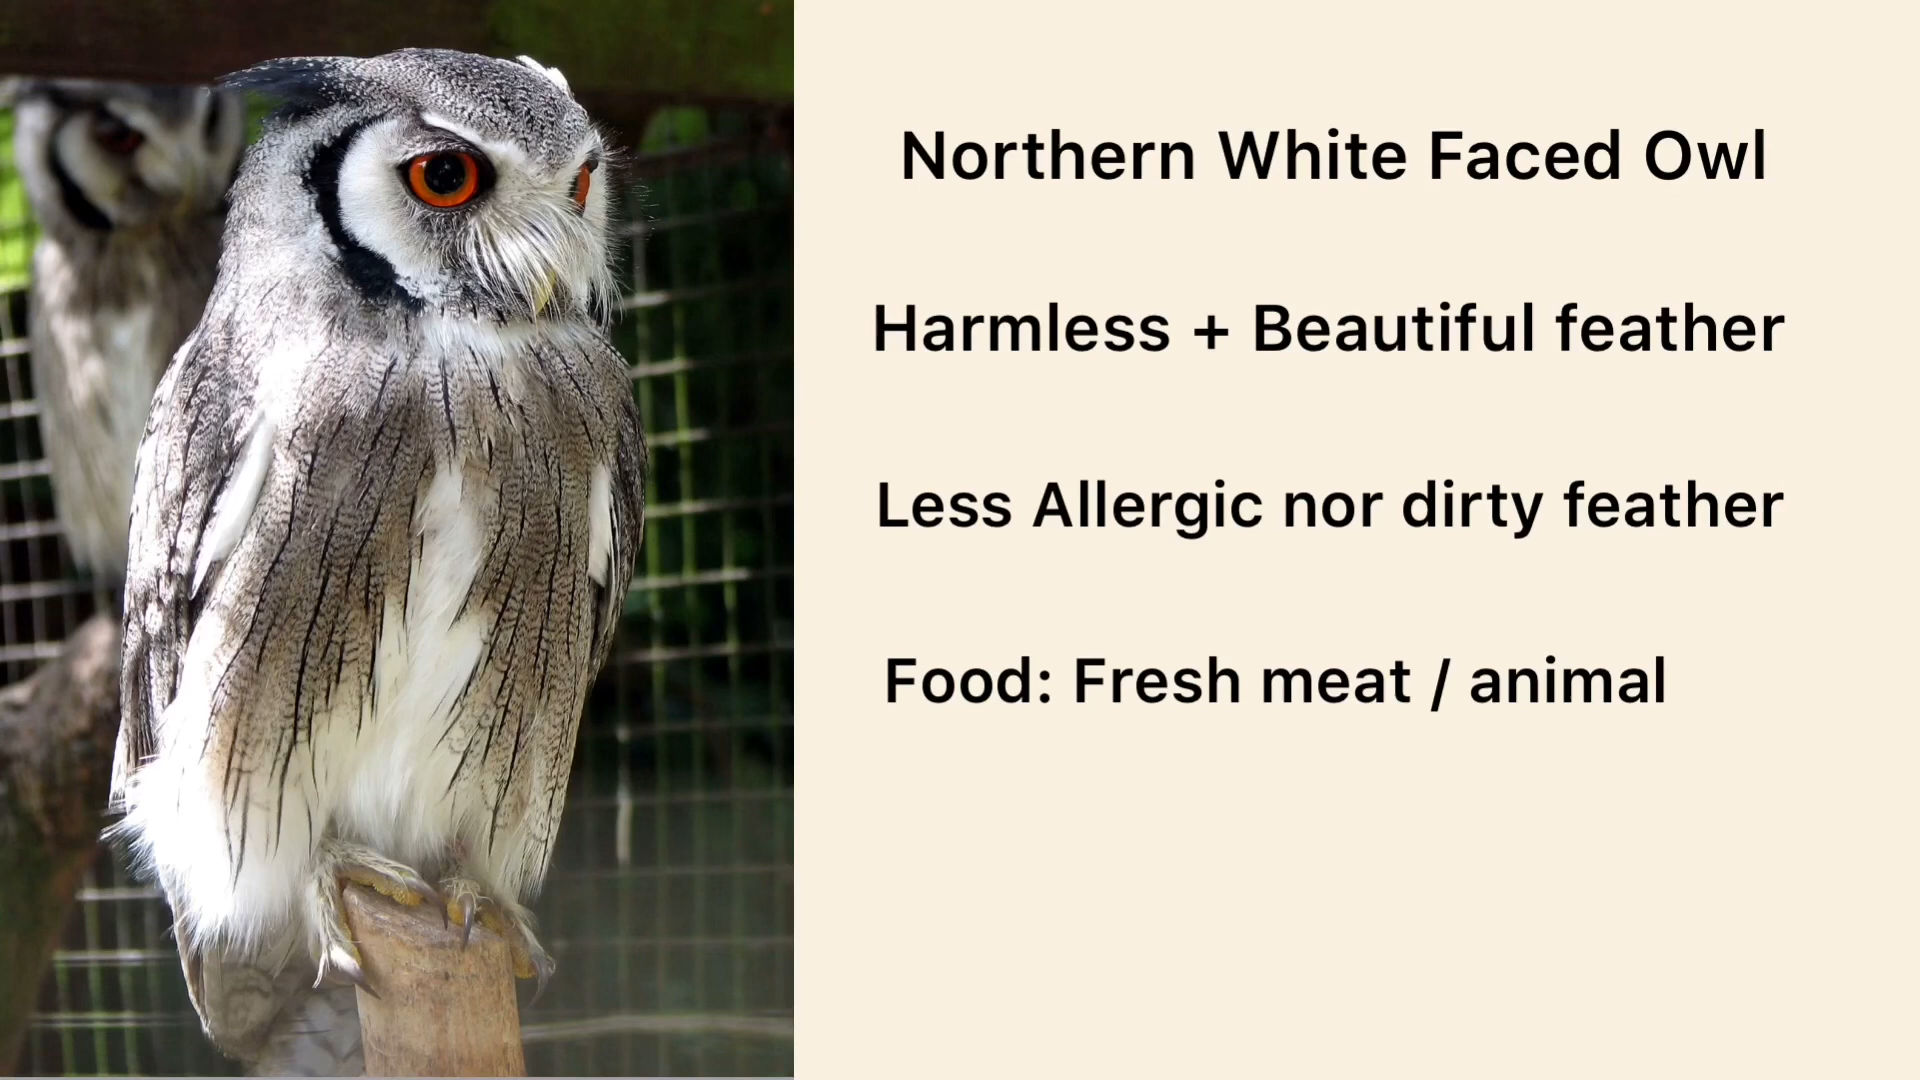 Northern White Faced Owl
Harmless + Beautiful feather
Less Allergic nor dirty feather
Food: Fresh meat / animal